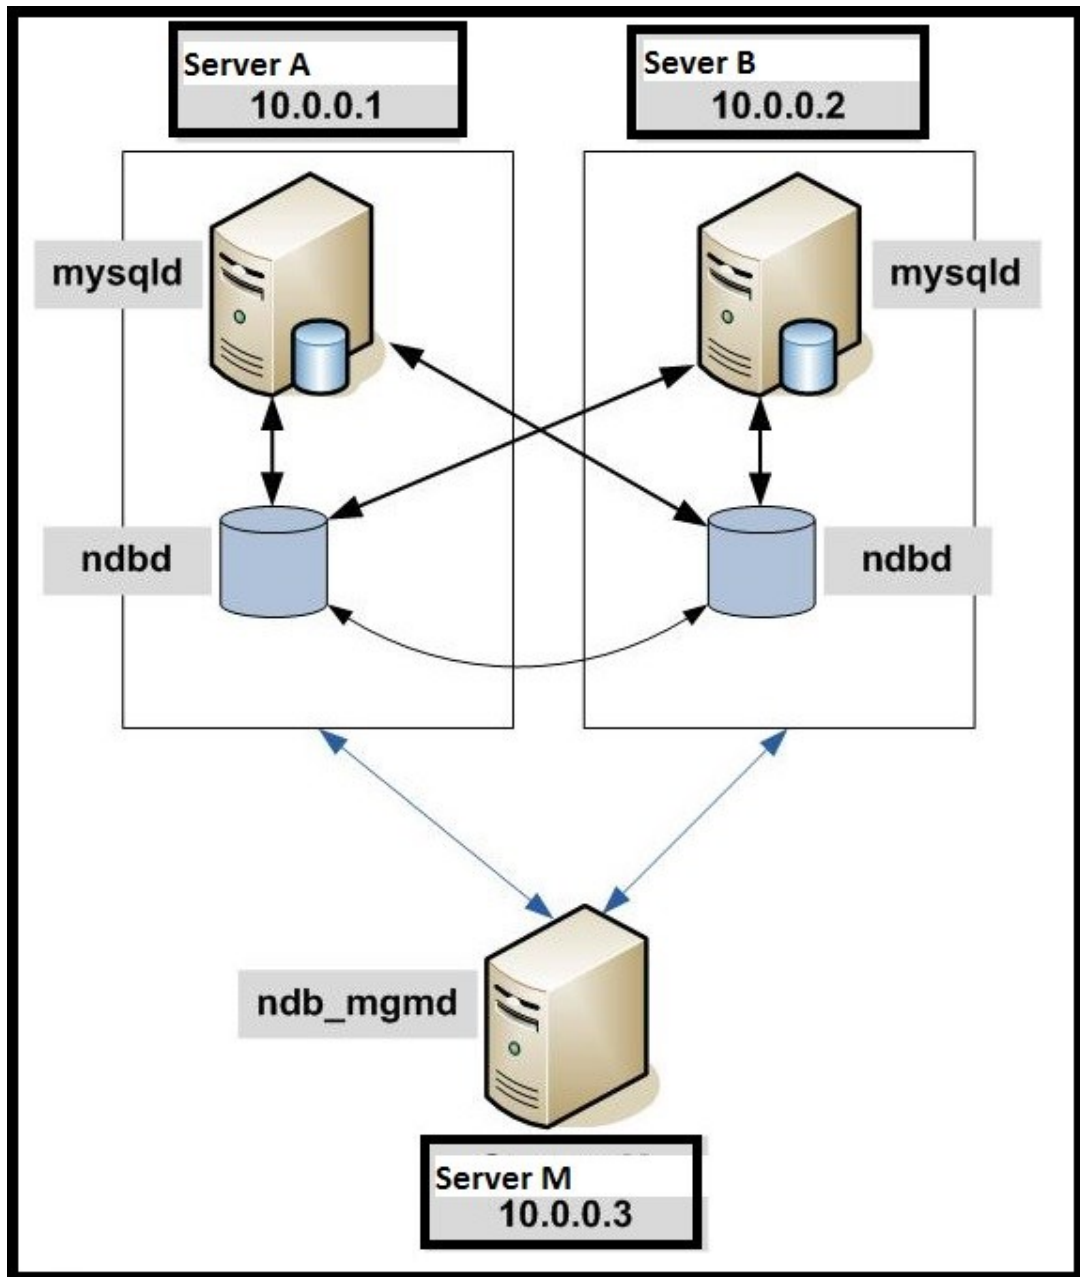 Server A
10.0.0.1
Sever B
10.0.0.2
mysqld
mysqld
ndbd
ndbd
ndb_mgmd
Server M
10.0.0.3